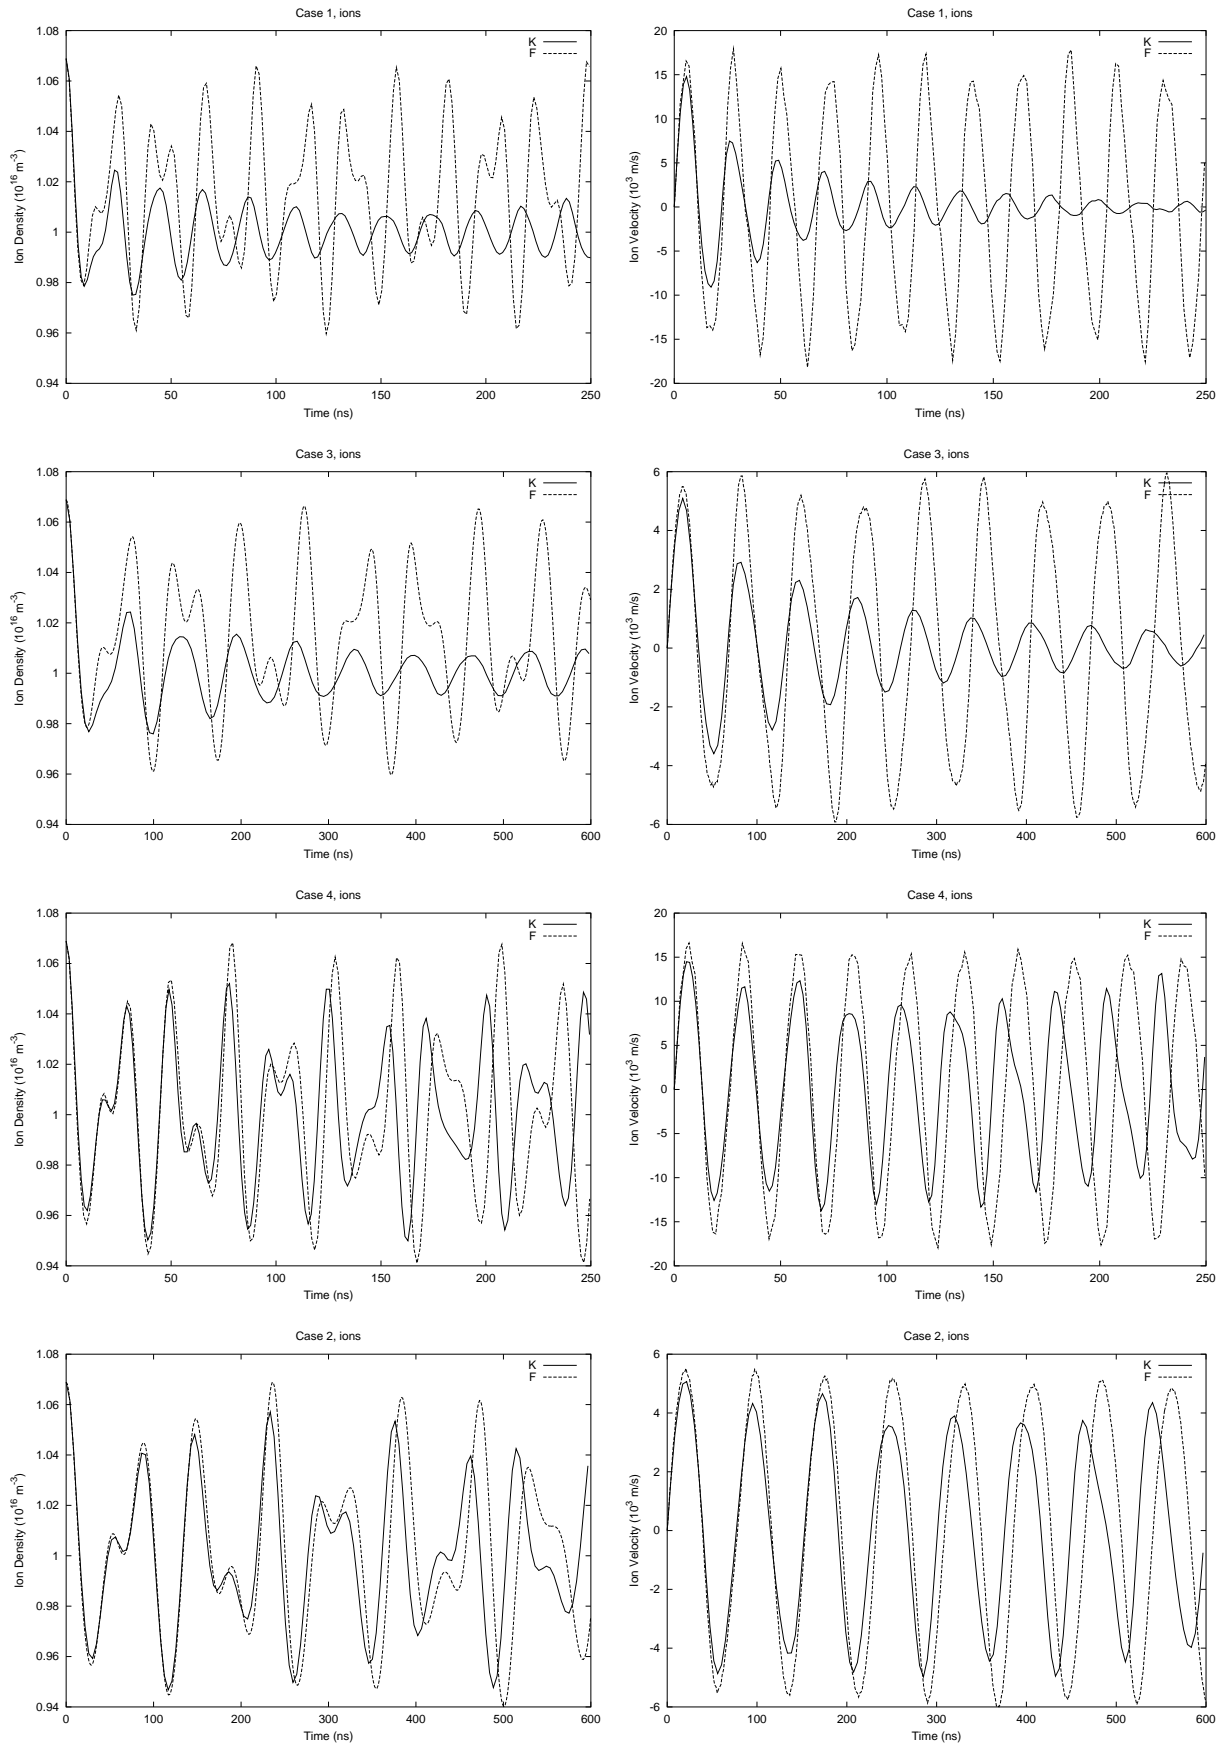 Case 1, ions
K
F
Ion Density (10^16 m^-3)
1.08
1.06
1.04
1.02
1
0.98
0.96
0.94
0
50
100
150
200
250
Time (ns)
Case 1, ions
K
F
Ion Velocity (10^3 m/s)
20
15
10
5
0
-5
-10
-15
-20
0
50
100
150
200
250
Time (ns)
Case 3, ions
K
F
Ion Density (10^16 m^-3)
1.08
1.06
1.04
1.02
1
0.98
0.96
0.94
0
100
200
300
400
500
600
Time (ns)
Case 3, ions
K
F
Ion Velocity (10^3 m/s)
6
4
2
0
-2
-4
-6
0
100
200
300
400
500
600
Time (ns)
Case 4, ions
K
F
Ion Density (10^16 m^-3)
1.08
1.06
1.04
1.02
1
0.98
0.96
0.94
0
50
100
150
200
250
Time (ns)
Case 4, ions
K
F
Ion Velocity (10^3 m/s)
20
15
10
5
0
-5
-10
-15
-20
0
50
100
150
200
250
Time (ns)
Case 2, ions
K
F
Ion Density (10^16 m^-3)
1.08
1.06
1.04
1.02
1
0.98
0.96
0.94
0
100
200
300
400
500
600
Time (ns)
Case 2, ions
K
F
Ion Velocity (10^3 m/s)
6
4
2
0
-2
-4
-6
0
100
200
300
400
500
600
Time (ns)